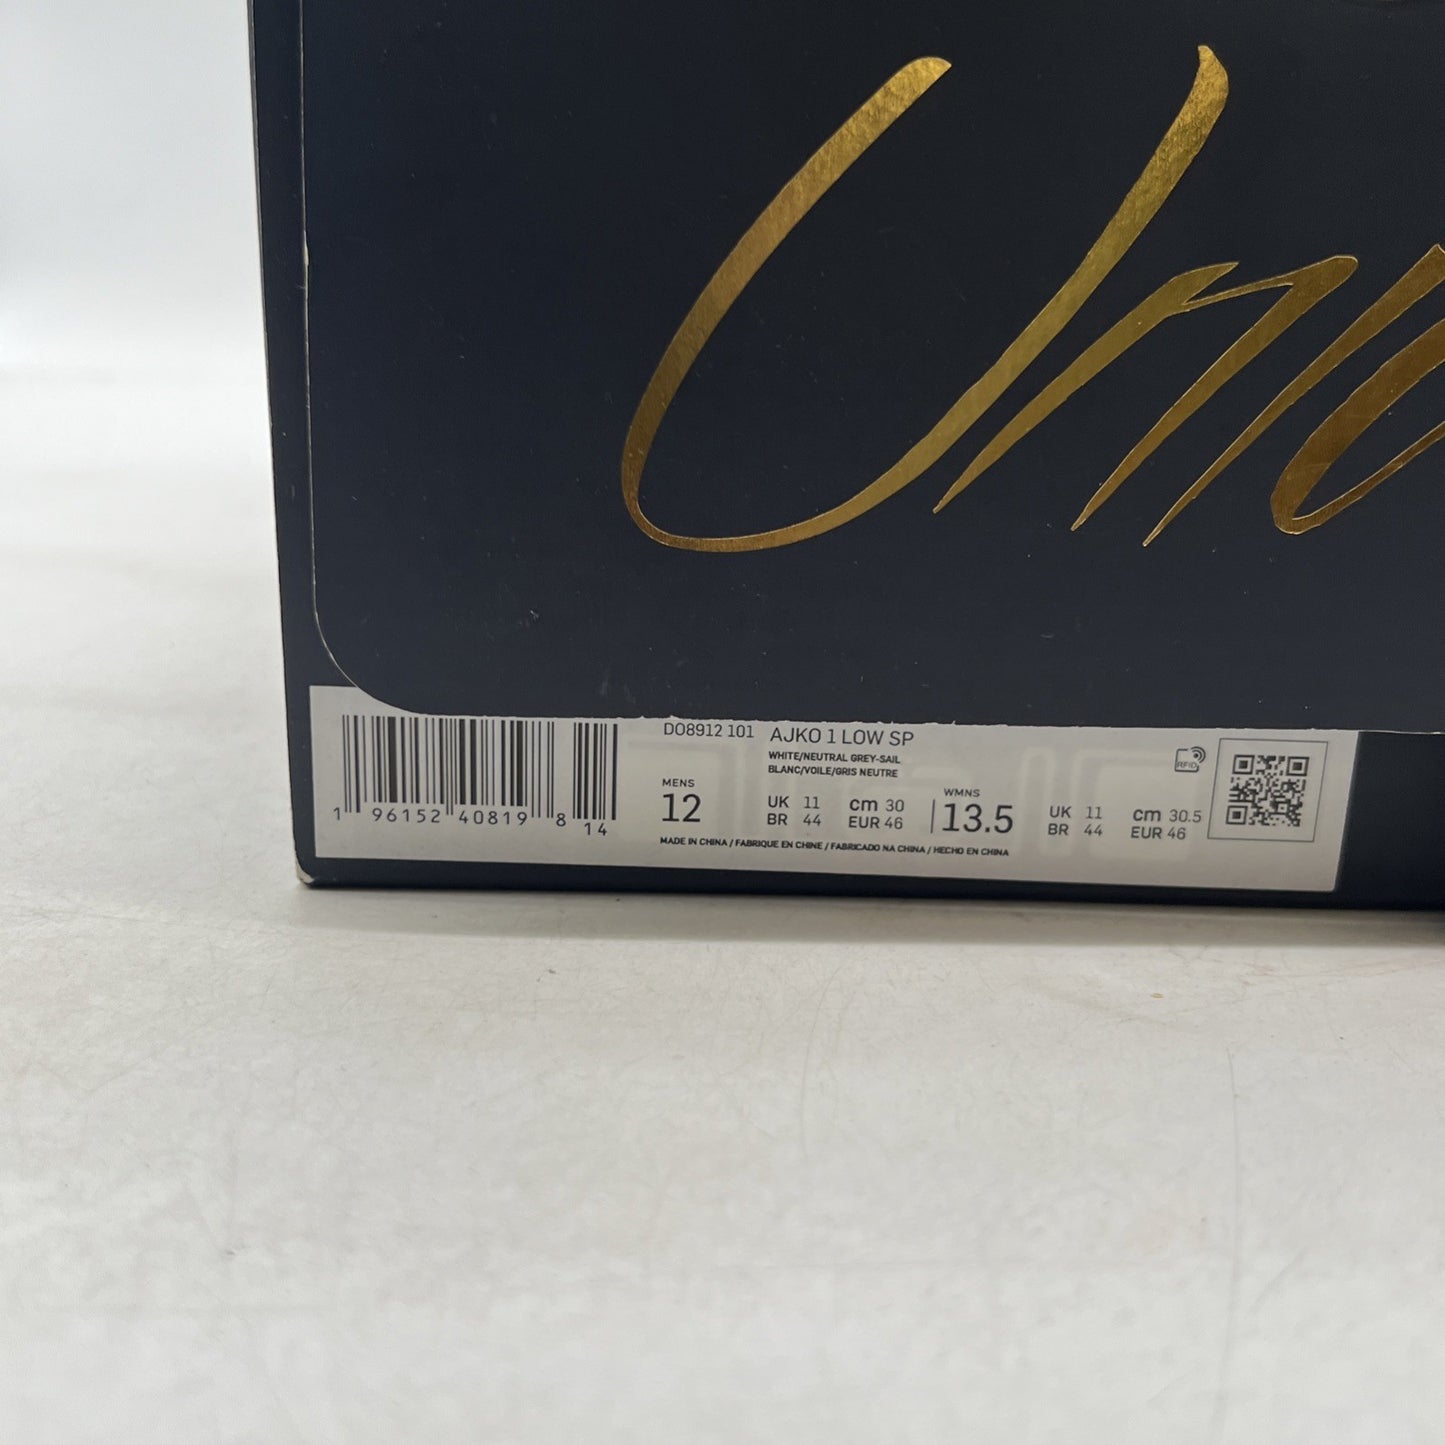 Un
DO8912 101 AJKO 1 LOW SP
WHITE/NEUTRAL GREY-SAIL
BLANC/VOILE/GRIS NEUTRE
RFID
MENS
12
UK 11 cm 30
BR 44 EUR 46
WMNS
13.5
UK 11 cm 30.5
BR 44 EUR 46
MADE IN CHINA / FABRIQUE EN CHINE / FABRICADO NA CHINA / HECHO EN CHINA
1 96152 40819 8 14